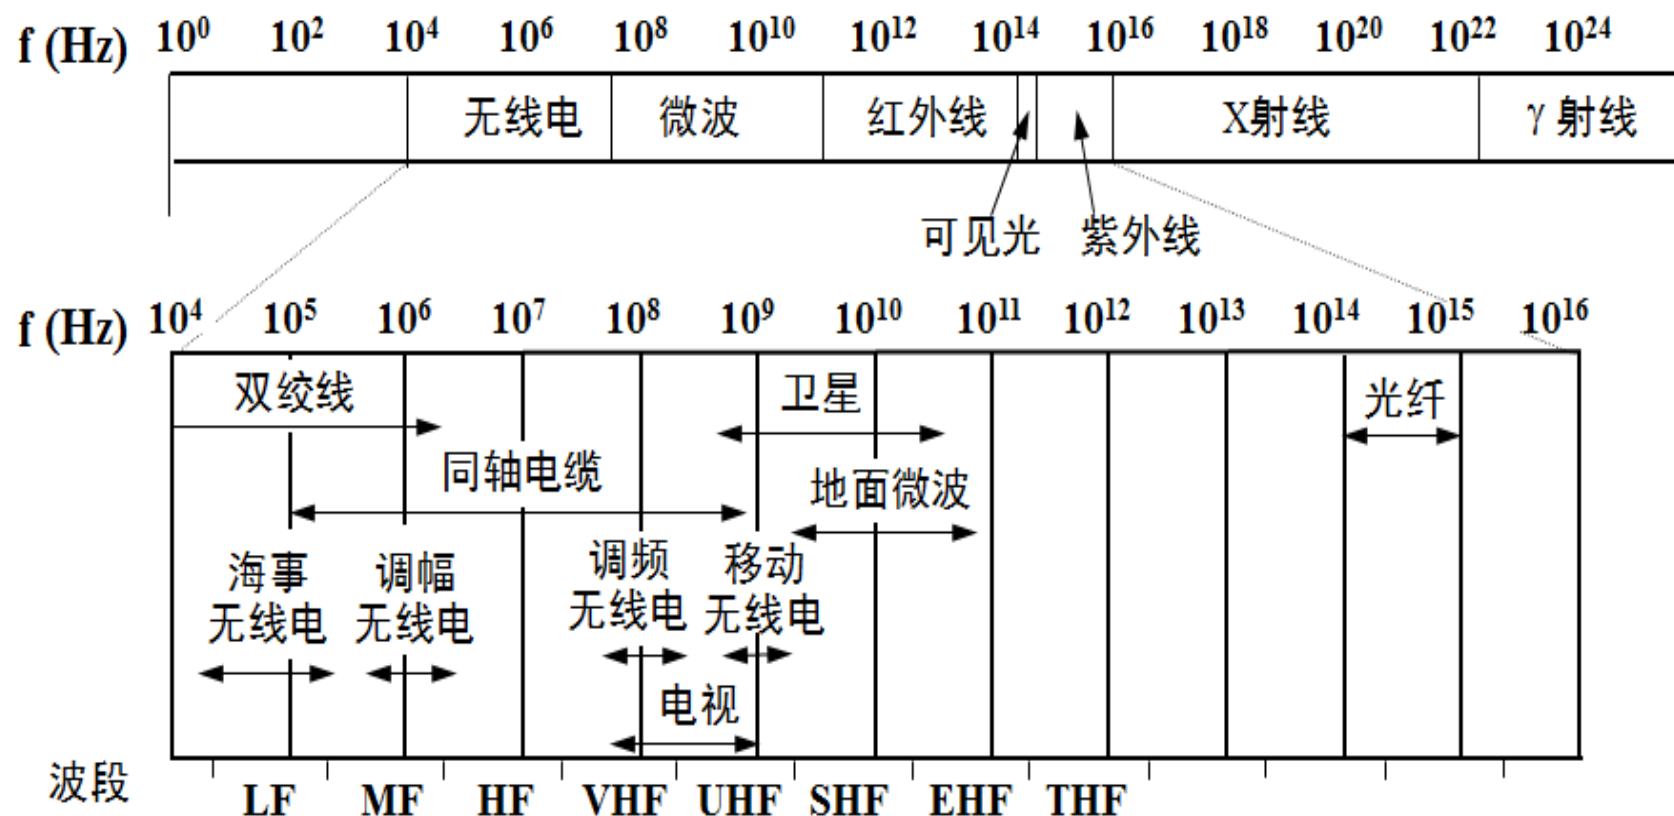 f (Hz) 10⁰ 10² 10⁴ 10⁶ 10⁸ 10¹⁰ 10¹² 10¹⁴ 10¹⁶ 10¹⁸ 10²⁰ 10²² 10²⁴
无线电 微波 红外线 X射线 γ 射线
可见光 紫外线
f (Hz) 10⁴ 10⁵ 10⁶ 10⁷ 10⁸ 10⁹ 10¹⁰ 10¹¹ 10¹² 10¹³ 10¹⁴ 10¹⁵ 10¹⁶
双绞线 卫星 光纤
同轴电缆 地面微波
海事 调幅 调频 移动
无线电 无线电 无线电 无线电
电视
波段 LF MF HF VHF UHF SHF EHF THF